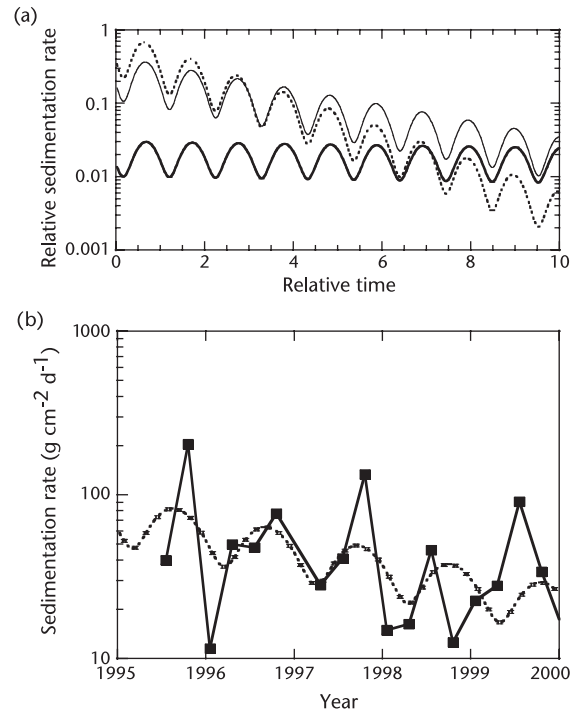 (a)
Relative sedimentation rate
1
0.1
0.01
0.001
0 2 4 6 8 10
Relative time
(b)
Sedimentation rate (g cm⁻² d⁻¹)
1000
100
10
1995 1996 1997 1998 1999 2000
Year